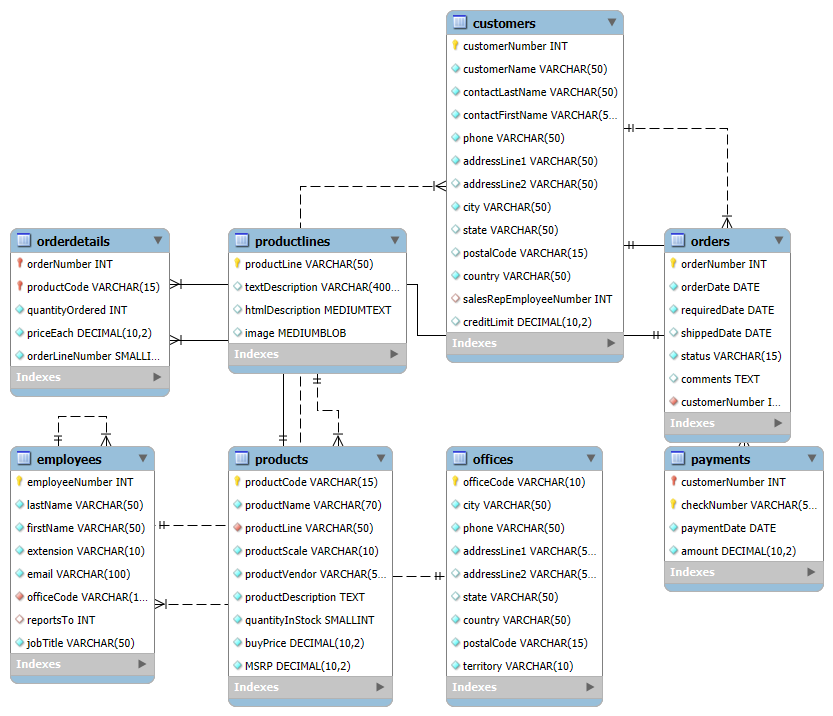 customers
customerNumber INT
customerName VARCHAR(50)
contactLastName VARCHAR(50)
contactFirstName VARCHAR(5...
phone VARCHAR(50)
addressLine1 VARCHAR(50)
addressLine2 VARCHAR(50)
city VARCHAR(50)
state VARCHAR(50)
postalCode VARCHAR(15)
country VARCHAR(50)
salesRepEmployeeNumber INT
creditLimit DECIMAL(10,2)
Indexes
orderdetails
orderNumber INT
productCode VARCHAR(15)
quantityOrdered INT
priceEach DECIMAL(10,2)
orderLineNumber SMALLI...
Indexes
productlines
productLine VARCHAR(50)
textDescription VARCHAR(400...
htmlDescription MEDIUMTEXT
image MEDIUMBLOB
Indexes
orders
orderNumber INT
orderDate DATE
requiredDate DATE
shippedDate DATE
status VARCHAR(15)
comments TEXT
customerNumber I...
Indexes
employees
employeeNumber INT
lastName VARCHAR(50)
firstName VARCHAR(50)
extension VARCHAR(10)
email VARCHAR(100)
officeCode VARCHAR(1...
reportsTo INT
jobTitle VARCHAR(50)
Indexes
products
productCode VARCHAR(15)
productName VARCHAR(70)
productLine VARCHAR(50)
productScale VARCHAR(10)
productVendor VARCHAR(5...
productDescription TEXT
quantityInStock SMALLINT
buyPrice DECIMAL(10,2)
MSRP DECIMAL(10,2)
Indexes
offices
officeCode VARCHAR(10)
city VARCHAR(50)
phone VARCHAR(50)
addressLine1 VARCHAR(5...
addressLine2 VARCHAR(5...
state VARCHAR(50)
country VARCHAR(50)
postalCode VARCHAR(15)
territory VARCHAR(10)
Indexes
payments
customerNumber INT
checkNumber VARCHAR(5...
paymentDate DATE
amount DECIMAL(10,2)
Indexes